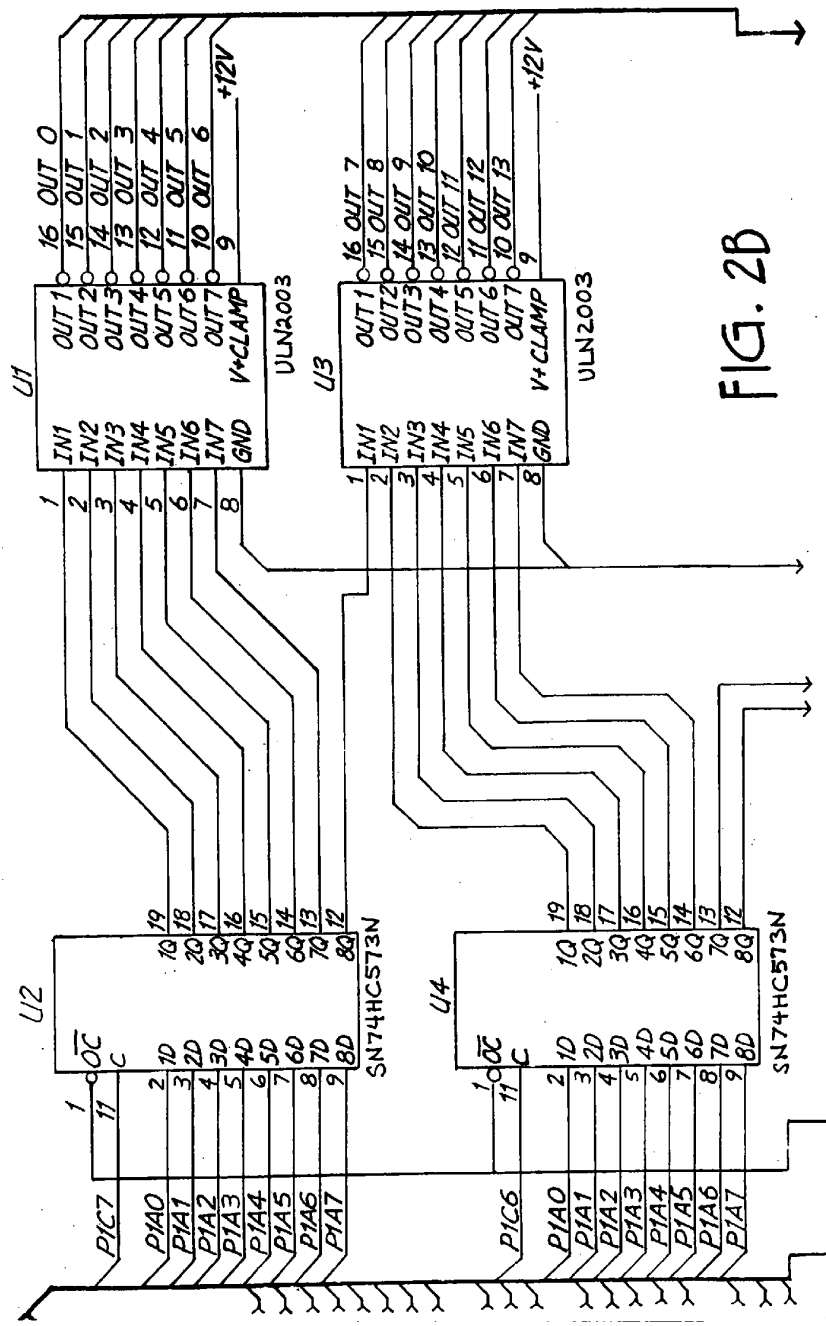 U1
IN1 OUT1
IN2 OUT2
IN3 OUT3
IN4 OUT4
IN5 OUT5
IN6 OUT6
IN7 OUT7
GND V+CLAMP
ULN2003
1
2
3
4
5
6
7
8
16 OUT 0
15 OUT 1
14 OUT 2
13 OUT 3
12 OUT 4
11 OUT 5
10 OUT 6
9 +12V
U3
IN1 OUT1
IN2 OUT2
IN3 OUT3
IN4 OUT4
IN5 OUT5
IN6 OUT6
IN7 OUT7
GND V+CLAMP
ULN2003
1
2
3
4
5
6
7
8
16 OUT 7
15 OUT 8
14 OUT 9
13 OUT 10
12 OUT 11
11 OUT 12
10 OUT 13
9 +12V
U2
OC
C
1D 1Q
2D 2Q
3D 3Q
4D 4Q
5D 5Q
6D 6Q
7D 7Q
8D 8Q
SN74HC573N
1
P1C7 11
P1A0 2
P1A1 3
P1A2 4
P1A3 5
P1A4 6
P1A5 7
P1A6 8
P1A7 9
19
18
17
16
15
14
13
12
U4
OC
C
1D 1Q
2D 2Q
3D 3Q
4D 4Q
5D 5Q
6D 6Q
7D 7Q
8D 8Q
SN74HC573N
1
P1C6 11
P1A0 2
P1A1 3
P1A2 4
P1A3 5
P1A4 6
P1A5 7
P1A6 8
P1A7 9
19
18
17
16
15
14
13
12
FIG. 2B